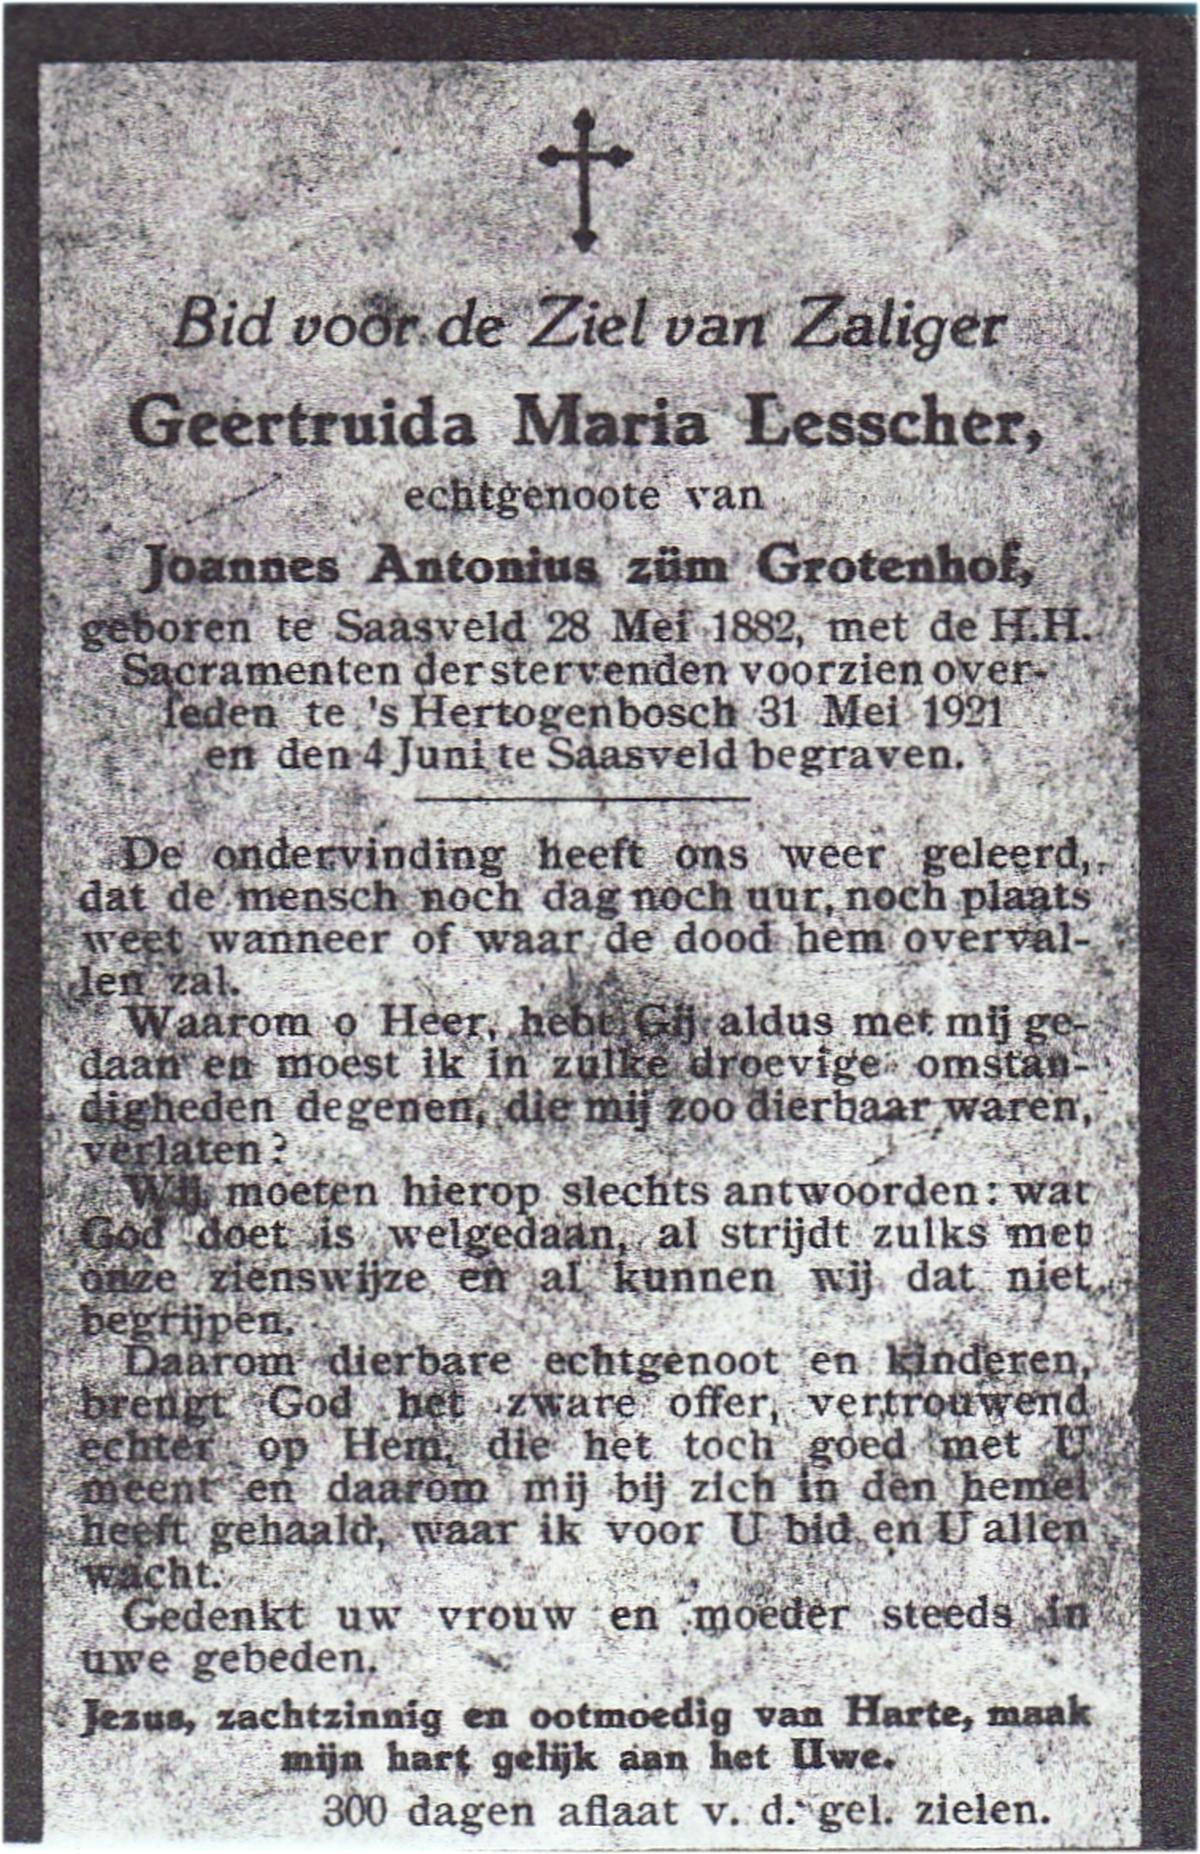 Bid voor de Ziel van Zaliger
Geertruida Maria Lesscher,
echtgenoote van
Joannes Antonius züm Grotenhof,
geboren te Saasveld 28 Mei 1882, met de H.H.
Sacramenten der stervenden voorzien over-
leden te 's Hertogenbosch 31 Mei 1921
en den 4 Juni te Saasveld begraven.
De ondervinding heeft ons weer geleerd,
dat de mensch noch dag noch uur, noch plaats
weet wanneer of waar de dood hem overval-
len zal.
Waarom o Heer, hebt Gij aldus met mij ge-
daan en moest ik in zulke droevige omstan-
digheden degenen, die mij zoo dierbaar waren,
verlaten?
Wij moeten hierop slechts antwoorden: wat
God doet is welgedaan, al strijdt zulks met
onze zienswijze en al kunnen wij dat niet
begrijpen.
Daarom dierbare echtgenoot en kinderen,
brengt God het zware offer, vertrouwend
echter op Hem, die het toch goed met U
meent en daarom mij bij zich in den hemel
heeft gehaald, waar ik voor U bid en U allen
wacht.
Gedenkt uw vrouw en moeder steeds in
uwe gebeden.
Jezus, zachtzinnig en ootmoedig van Harte, maak
mijn hart gelijk aan het Uwe.
300 dagen aflaat v. d. gel. zielen.